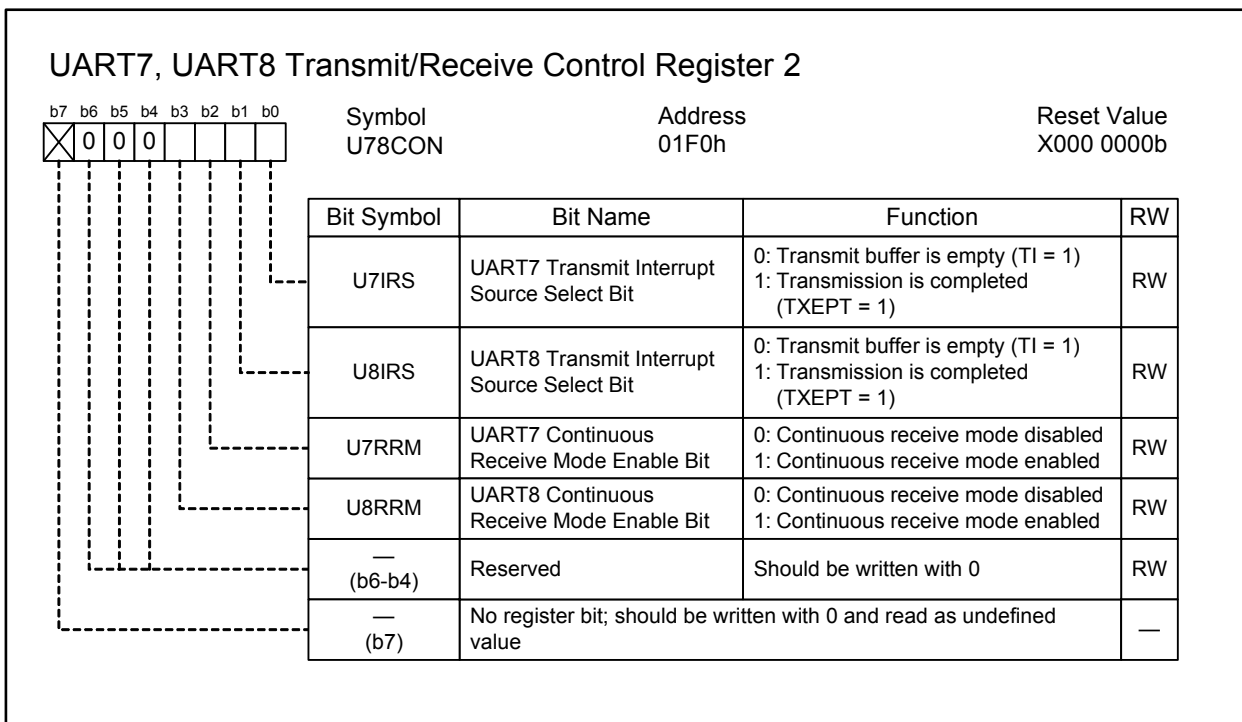 UART7, UART8 Transmit/Receive Control Register 2
b7 b6 b5 b4 b3 b2 b1 b0
0 0 0
Symbol Address Reset Value
U78CON 01F0h X000 0000b
Bit Symbol Bit Name Function RW
U7IRS
UART7 Transmit Interrupt
Source Select Bit
0: Transmit buffer is empty (TI = 1)
1: Transmission is completed
(TXEPT = 1)
RW
U8IRS
UART8 Transmit Interrupt
Source Select Bit
0: Transmit buffer is empty (TI = 1)
1: Transmission is completed
(TXEPT = 1)
RW
U7RRM
UART7 Continuous
Receive Mode Enable Bit
0: Continuous receive mode disabled
1: Continuous receive mode enabled
RW
U8RRM
UART8 Continuous
Receive Mode Enable Bit
0: Continuous receive mode disabled
1: Continuous receive mode enabled
RW
—
(b6-b4)
Reserved
Should be written with 0
RW
—
(b7)
No register bit; should be written with 0 and read as undefined
value
—